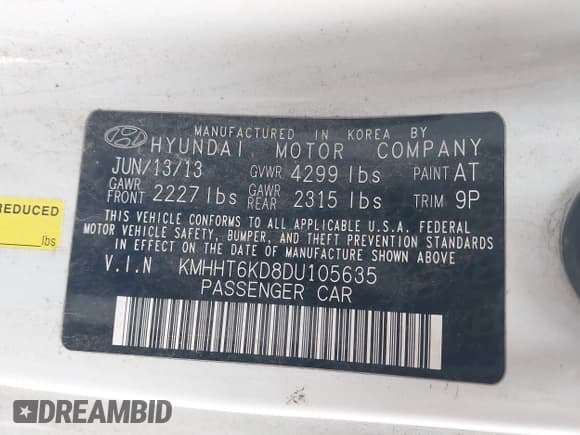 MANUFACTURED IN KOREA BY
HYUNDAI MOTOR COMPANY
JUN/13/13 GVWR 4299 lbs PAINT AT
GAWR FRONT 2227 lbs GAWR REAR 2315 lbs TRIM 9P
THIS VEHICLE CONFORMS TO ALL APPLICABLE U.S.A. FEDERAL
MOTOR VEHICLE SAFETY, BUMPER, AND THEFT PREVENTION STANDARDS
IN EFFECT ON THE DATE OF MANUFACTURE SHOWN ABOVE.
V.I.N KMHHT6KD8DU105635
PASSENGER CAR
REDUCED
lbs
DREAMBID